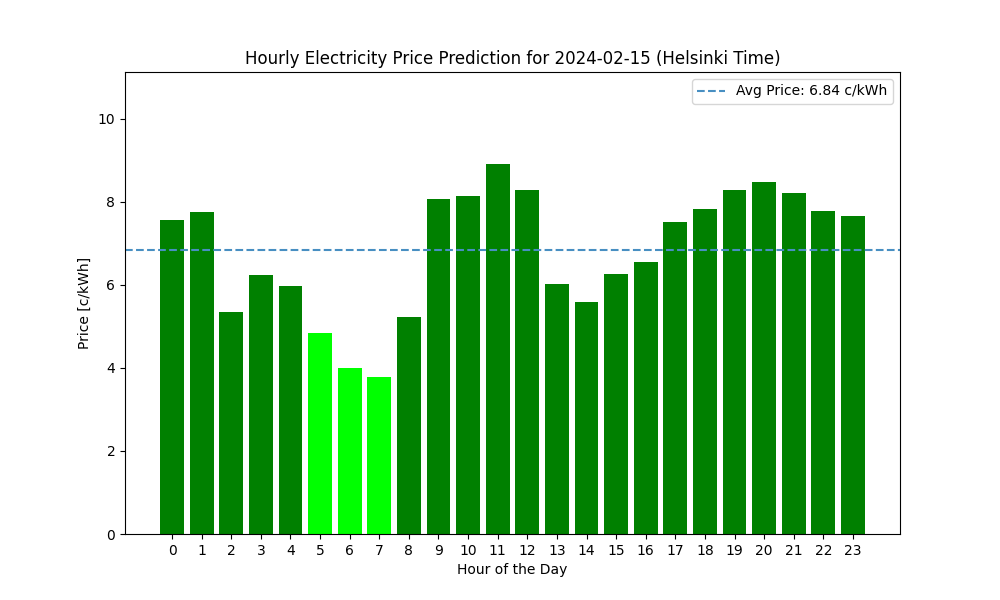 Hourly Electricity Price Prediction for 2024-02-15 (Helsinki Time)
Avg Price: 6.84 c/kWh
10
8
6
4
2
0
Price [c/kWh]
0 1 2 3 4 5 6 7 8 9 10 11 12 13 14 15 16 17 18 19 20 21 22 23
Hour of the Day